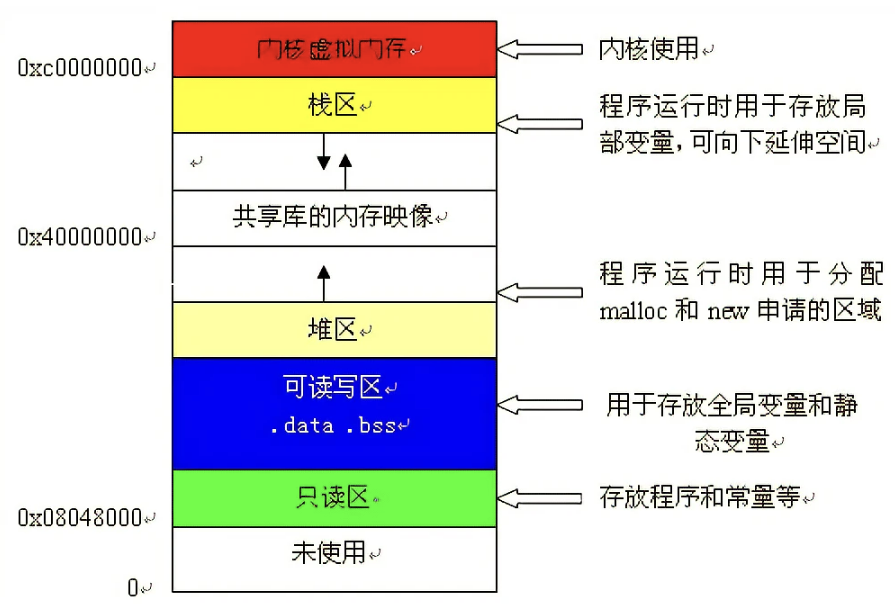 内核虚拟内存
内核使用
0xc0000000
栈区
程序运行时用于存放局
部变量，可向下延伸空间
共享库的内存映像
0x40000000
程序运行时用于分配
malloc 和 new 申请的区域
堆区
可读写区
.data .bss
用于存放全局变量和静
态变量
只读区
存放程序和常量等
0x08048000
未使用
0